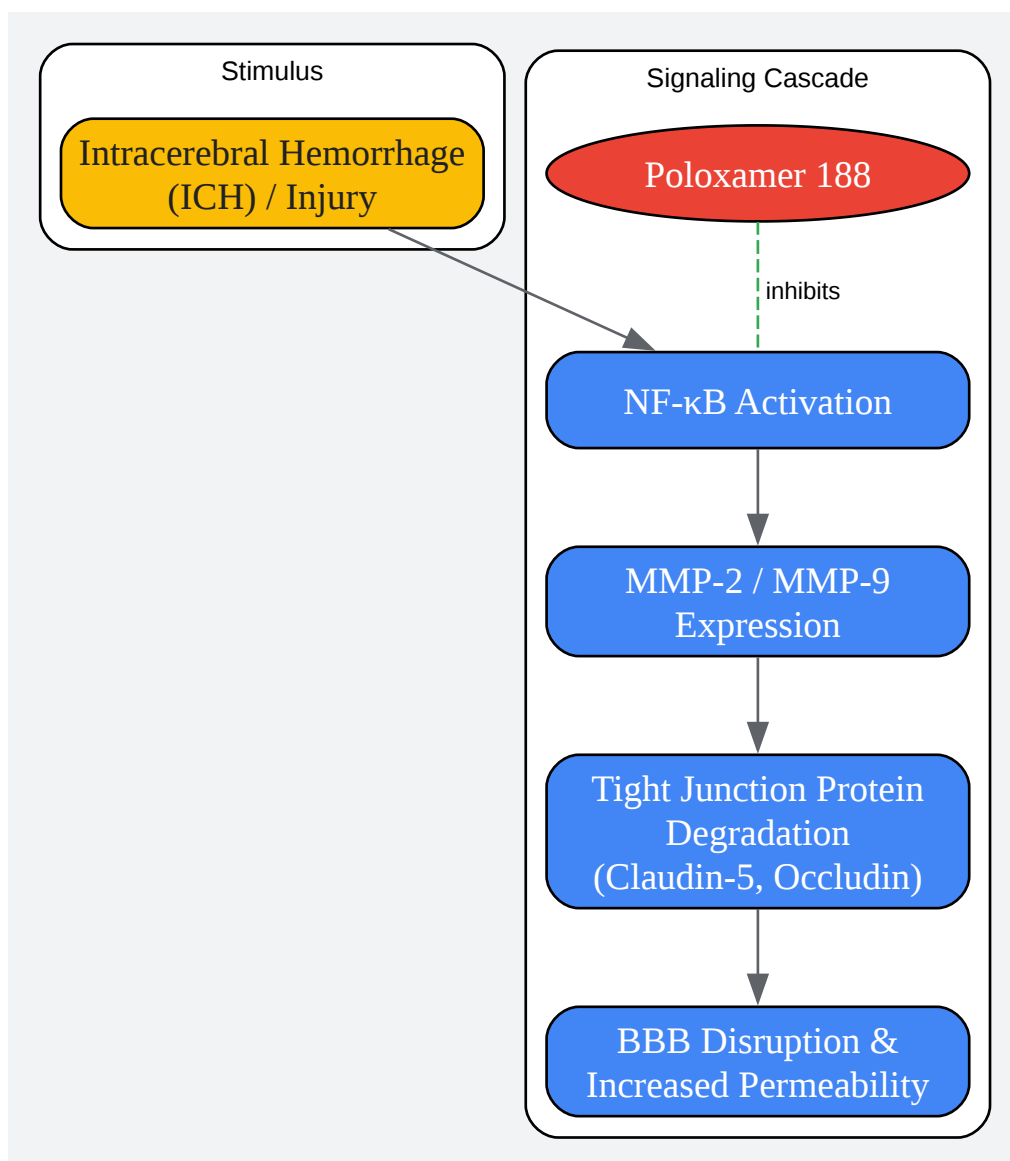 Stimulus
Intracerebral Hemorrhage
(ICH) / Injury
Signaling Cascade
Poloxamer 188
inhibits
NF-κB Activation
MMP-2 / MMP-9
Expression
Tight Junction Protein
Degradation
(Claudin-5, Occludin)
BBB Disruption &
Increased Permeability